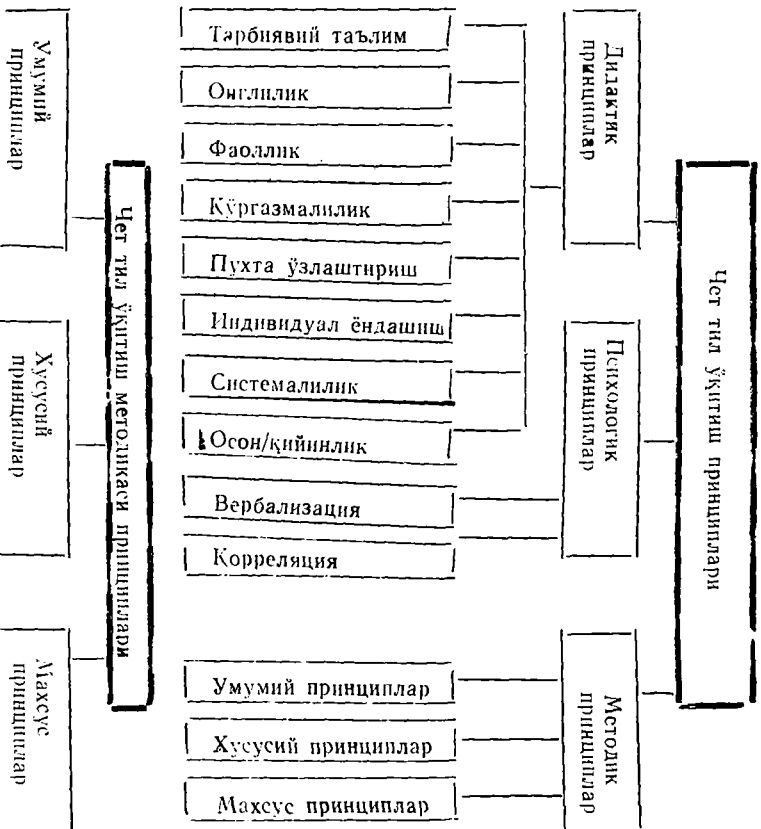 Умумий
принциплар
Хусусий
принциплар
Махсус
принциплар
Чет тил ўқитиш методикаси принциплари
Тарбиявий таълим
Онглилик
Фаоллик
Кўргазмалилик
Пухта ўзлаштириш
Индивидуал ёндашиш
Системалилик
Осон/қийинлик
Вербализация
Корреляция
Умумий принциплар
Хусусий принциплар
Махсус принциплар
Дидактик
принциплар
Психологик
принциплар
Методик
принциплар
Чет тил ўқитиш принциплари